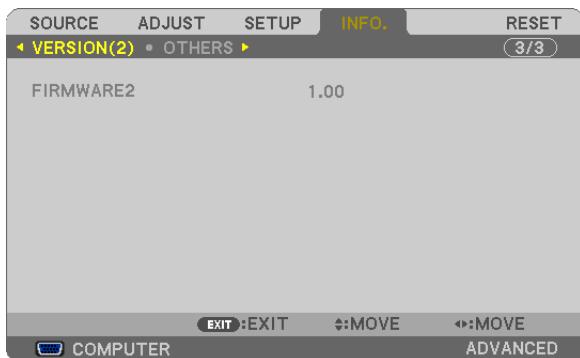 SOURCE ADJUST SETUP INFO. RESET
VERSION(2) OTHERS 3/3
FIRMWARE2 1.00
EXIT:EXIT :MOVE :MOVE
COMPUTER ADVANCED